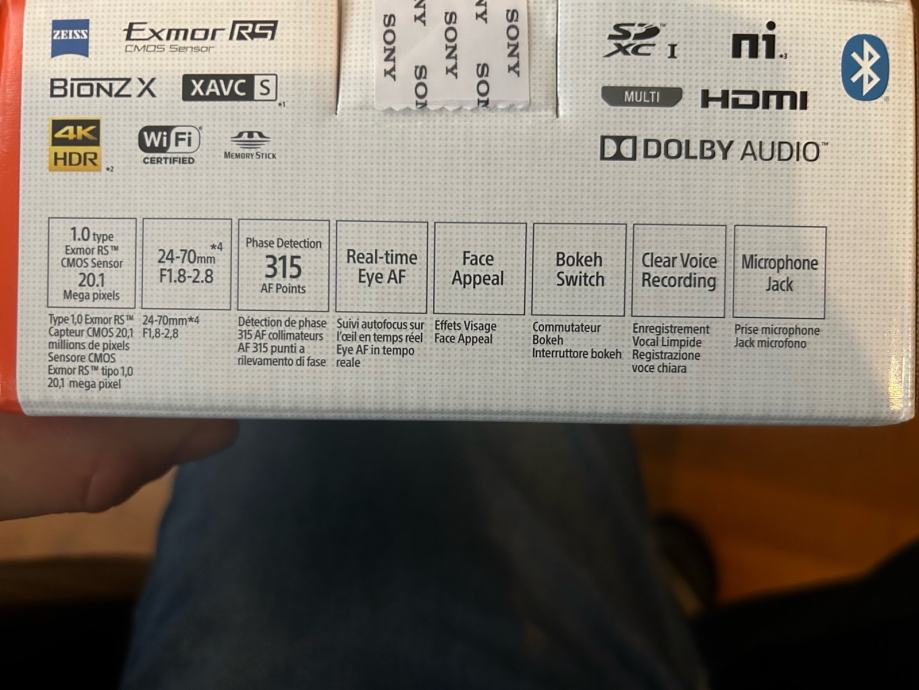 ZEISS
Exmor RS
CMOS Sensor
BIONZ X
XAVC S
*1
4K
HDR
*2
Wi Fi
CERTIFIED
MEMORY STICK
SONY
SONY
SONY
SONY
SD XC I
ni
*3
MULTI
HDMI
DOLBY AUDIO™
1.0 type
Exmor RS™
CMOS Sensor
20.1
Mega pixels
24-70mm *4
F1.8-2.8
Phase Detection
315
AF Points
Real-time
Eye AF
Face
Appeal
Bokeh
Switch
Clear Voice
Recording
Microphone
Jack
Type 1,0 Exmor RS™
Capteur CMOS 20,1
millions de pixels
Sensore CMOS
Exmor RS™ tipo 1,0
20,1 mega pixel
24-70mm*4
F1,8-2,8
Détection de phase
315 AF collimateurs
AF 315 punti a
rilevamento di fase
Suivi autofocus sur
l'œil en temps réel
Eye AF in tempo
reale
Effets Visage
Face Appeal
Commutateur
Bokeh
Interruttore bokeh
Enregistrement
Vocal Limpide
Registrazione
voce chiara
Prise microphone
Jack microfono